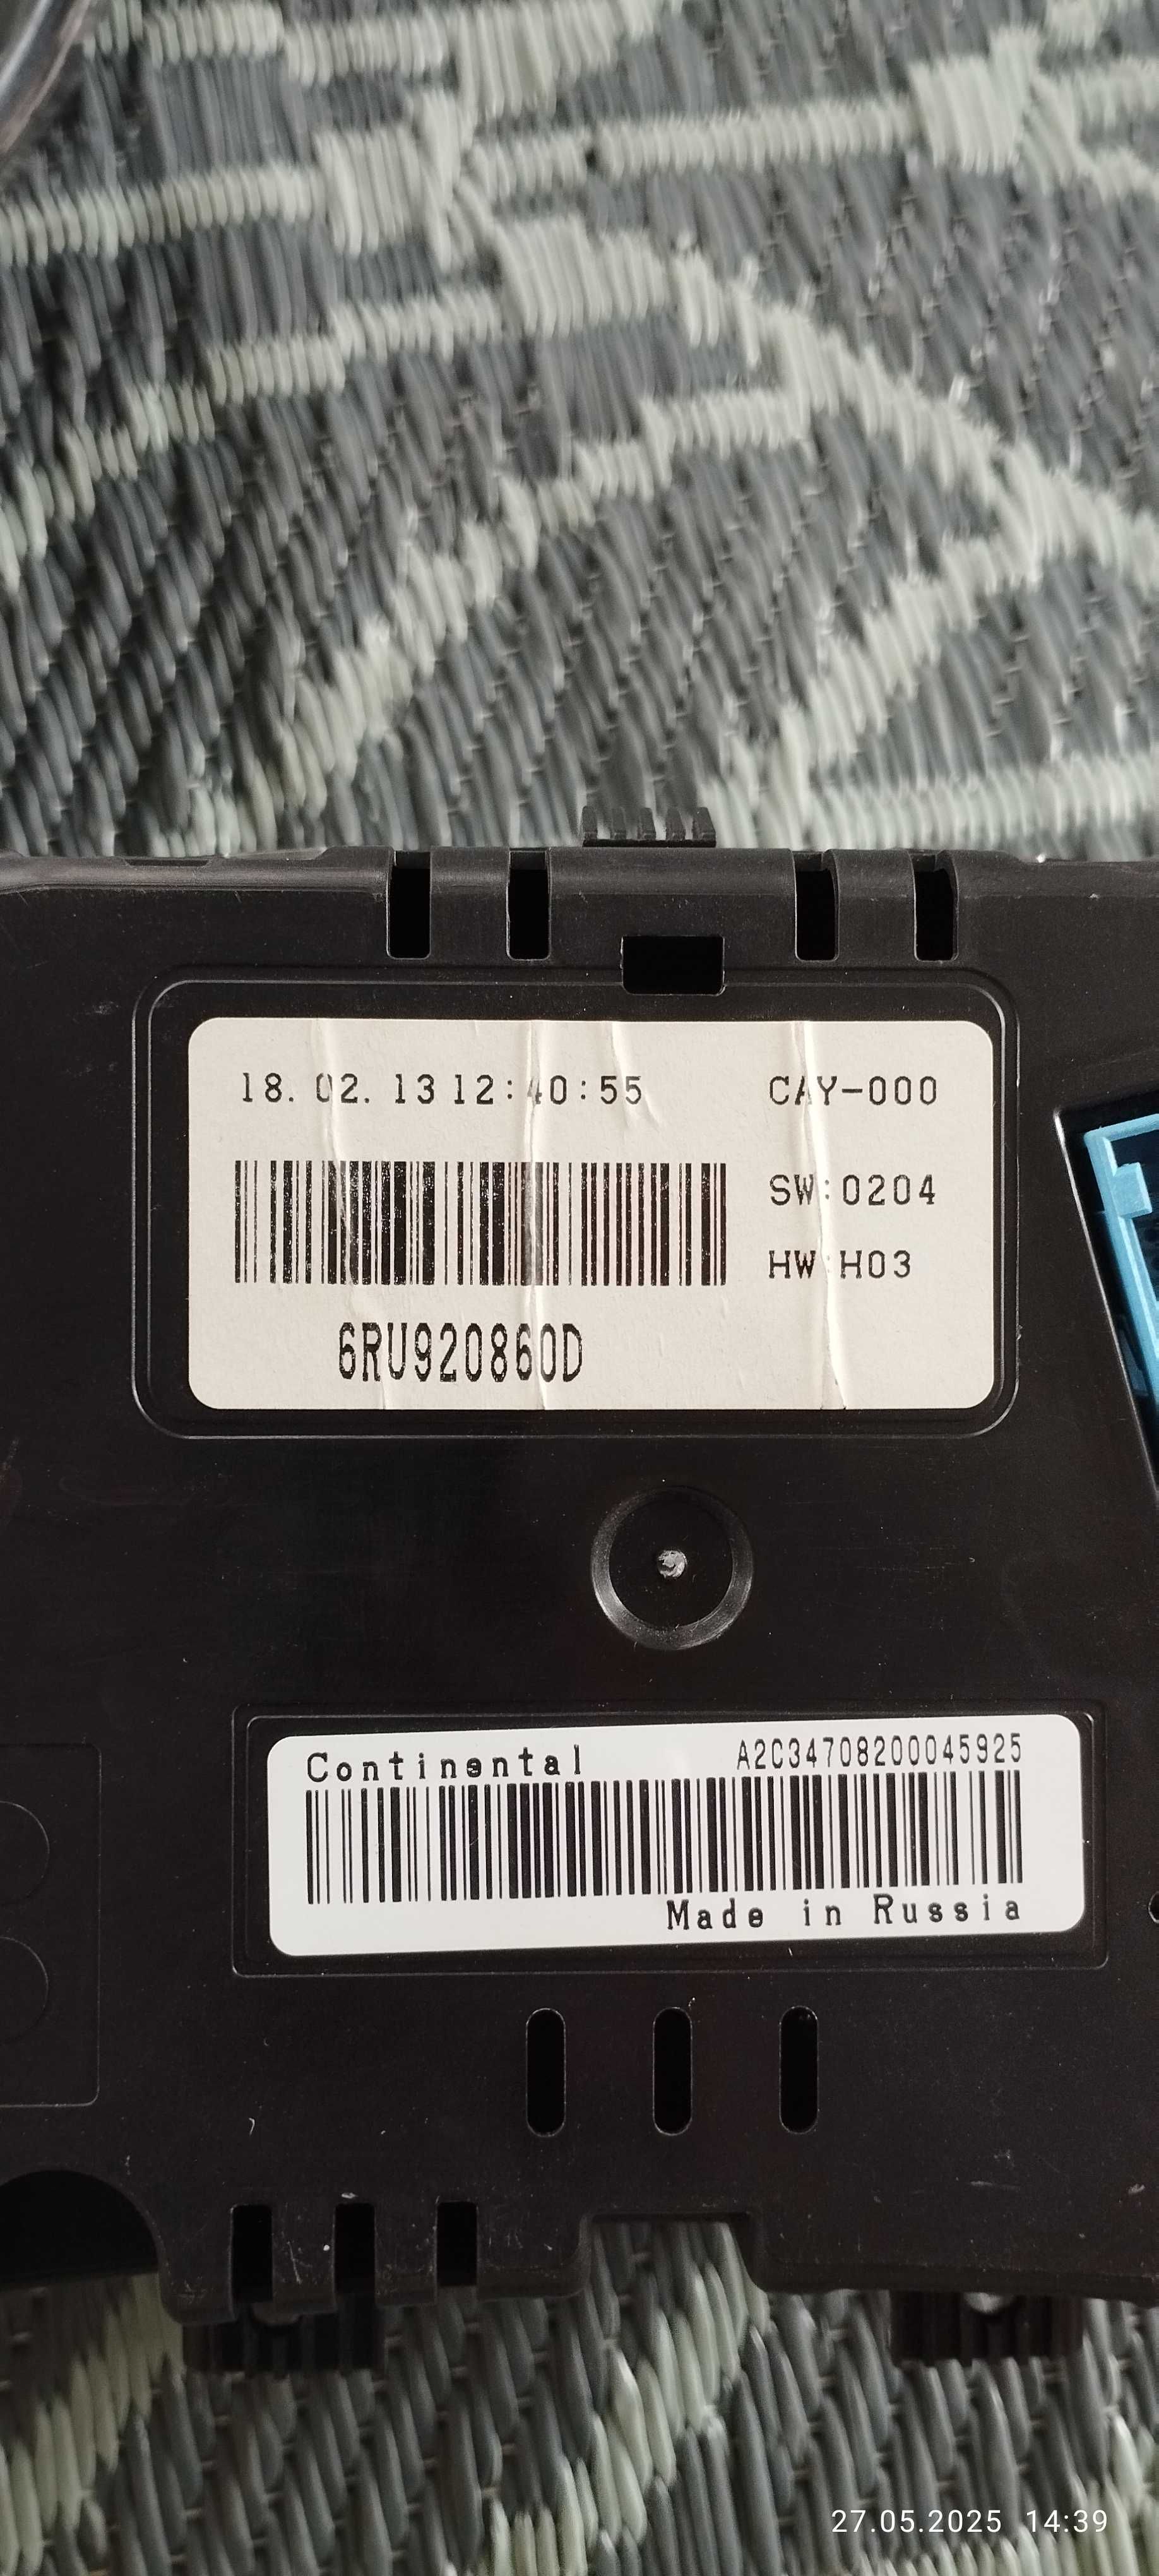 18.02.13 12:40:55 CAY-000
SW:0204
HW:H03
6RU920860D
Continental A2C34708200045925
Made in Russia
27.05.2025 14:39